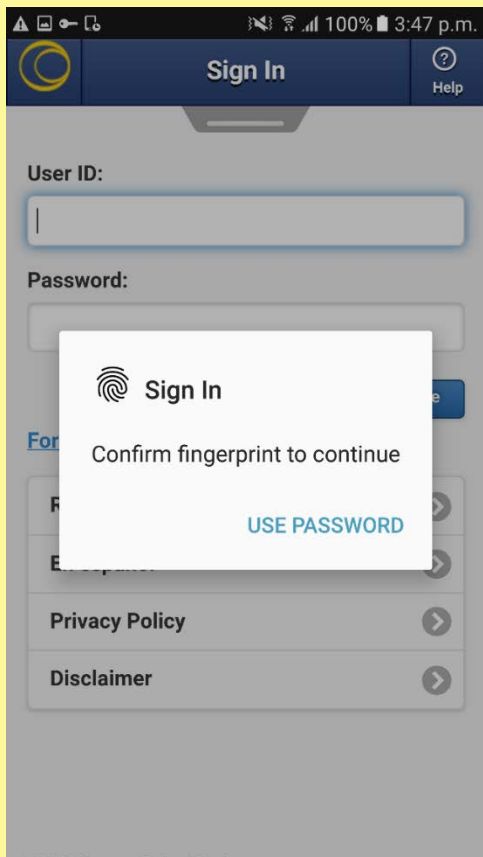 100% 3:47 p.m.
Sign In
Help
User ID:
Password:
Sign In
Confirm fingerprint to continue
USE PASSWORD
Privacy Policy
Disclaimer